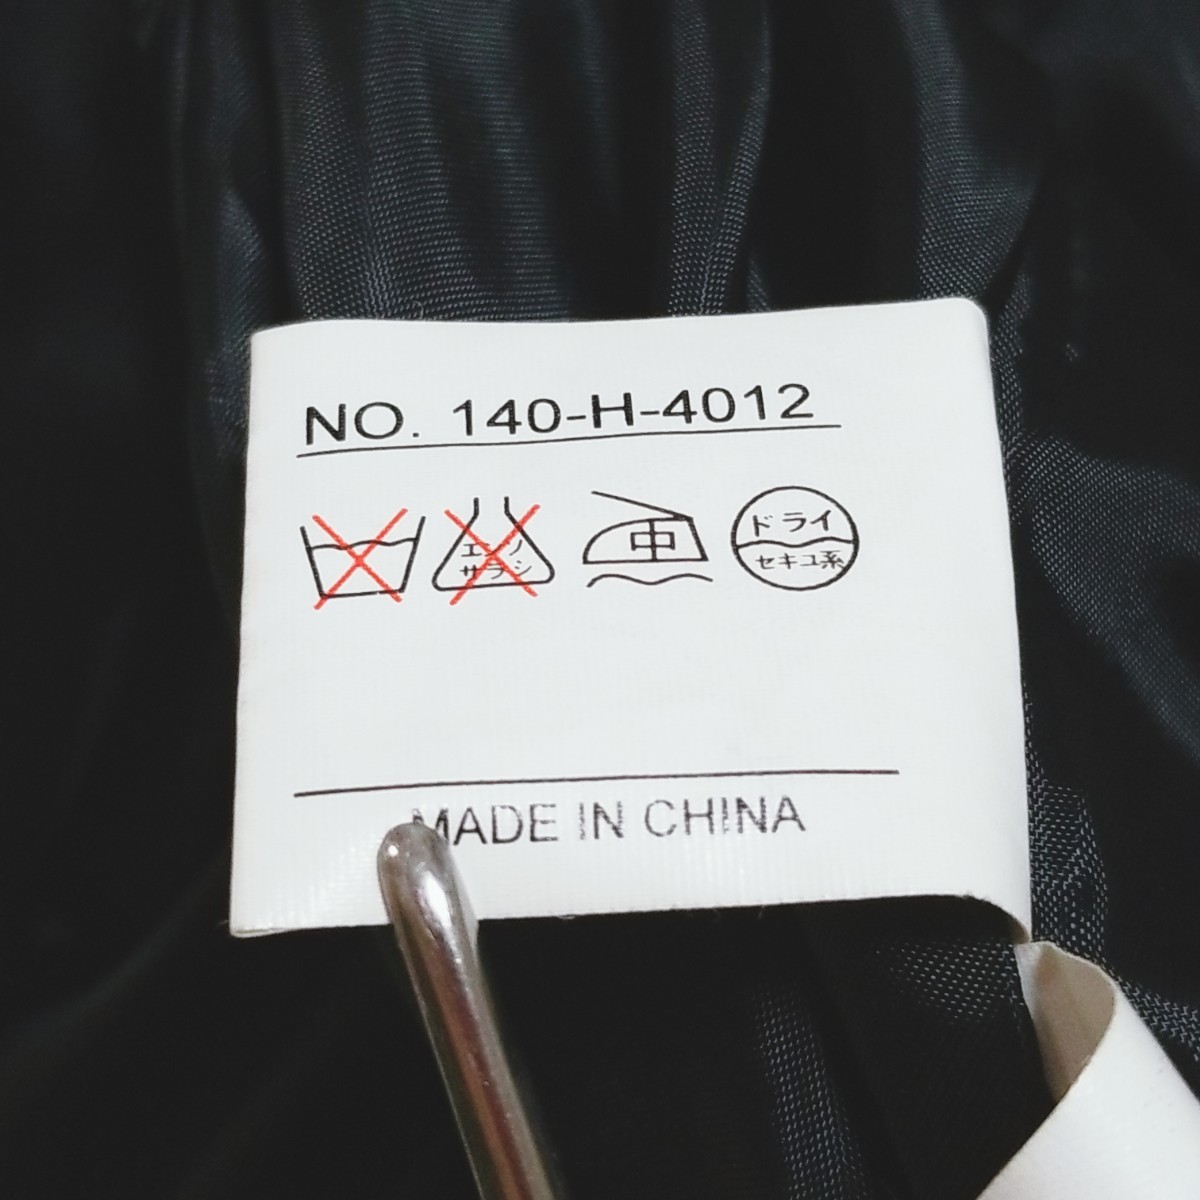 NO. 140-H-4012
エンソ
サラシ
中
ドライ
セキユ系
MADE IN CHINA